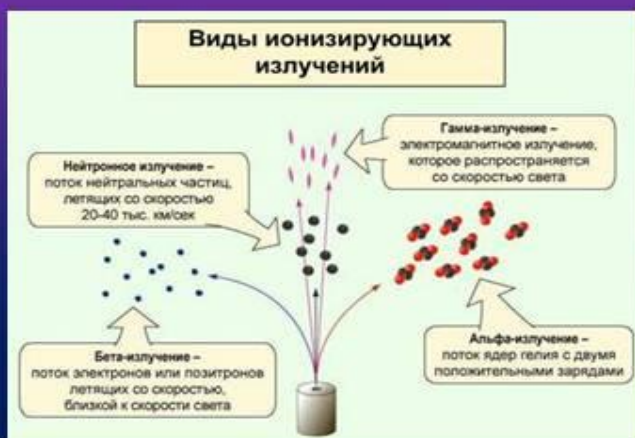 Виды ионизирующих
излучений
Гамма-излучение –
электромагнитное излучение,
которое распространяется
со скоростью света
Нейтронное излучение –
поток нейтральных частиц,
летящих со скоростью
20-40 тыс. км/сек
Бета-излучение –
поток электронов или позитронов
летящих со скоростью,
близкой к скорости света
Альфа-излучение –
поток ядер гелия с двумя
положительными зарядами